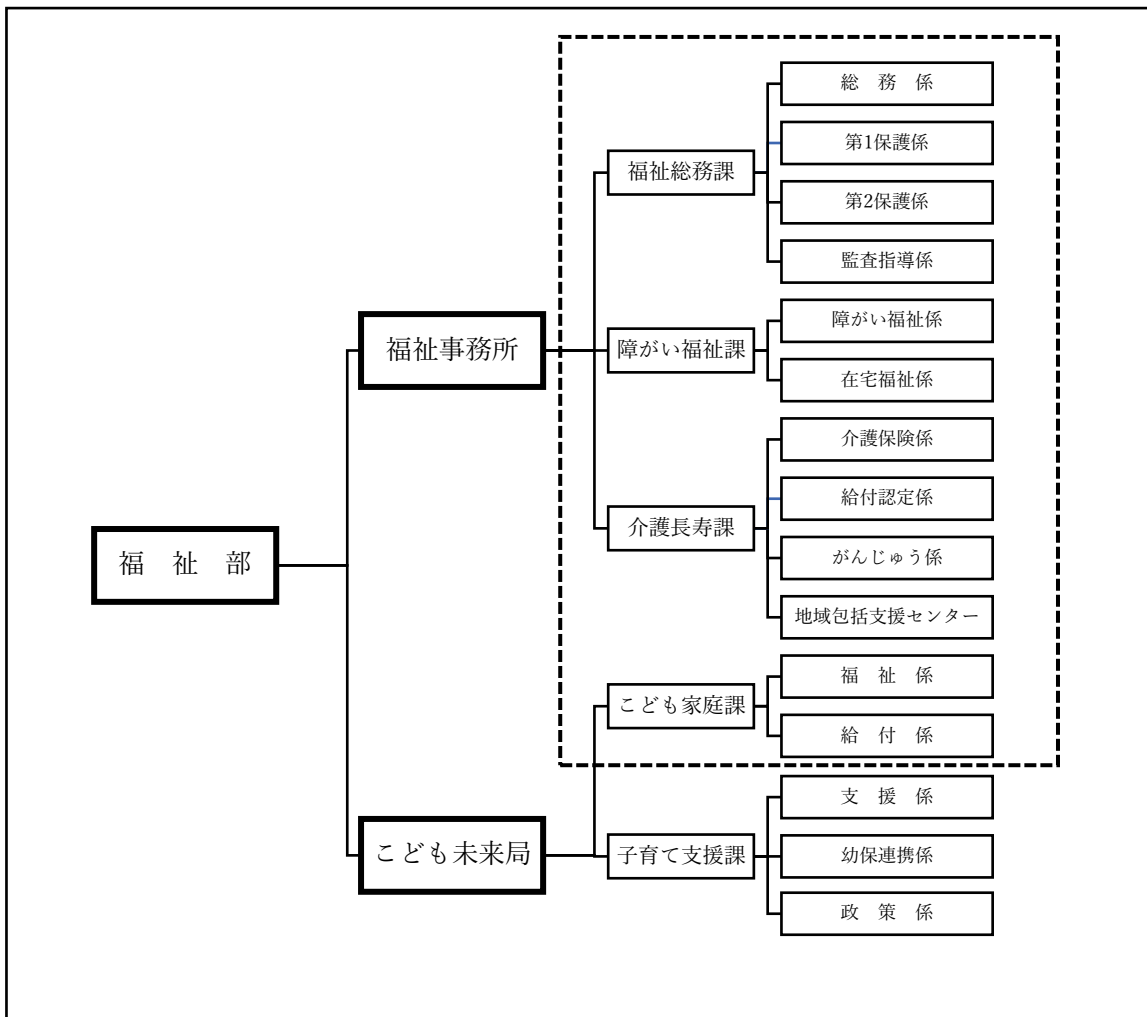 総　務　係
第1保護係
福祉総務課
第2保護係
監査指導係
障がい福祉係
福祉事務所
障がい福祉課
在宅福祉係
介護保険係
給付認定係
介護長寿課
福　祉　部
がんじゅう係
地域包括支援センター
福　祉　係
こども家庭課
給　付　係
支　援　係
こども未来局
子育て支援課
幼保連携係
政　策　係